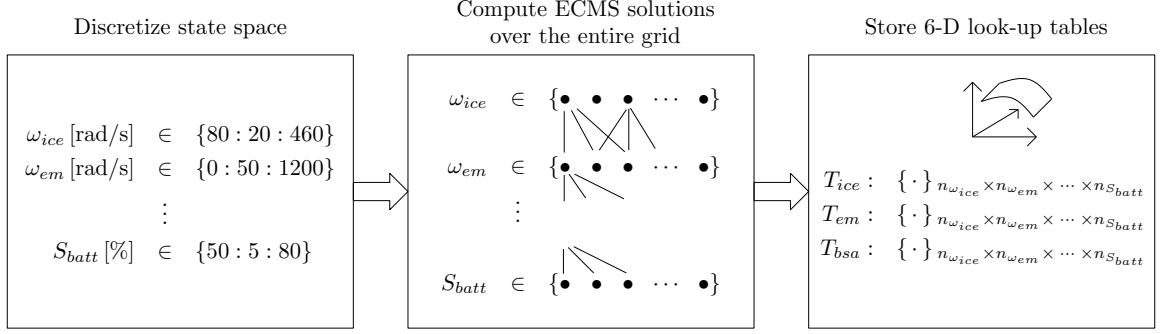 Discretize state space
ω_ice [rad/s] ∈ {80 : 20 : 460}
ω_em [rad/s] ∈ {0 : 50 : 1200}
⋮
S_batt [%] ∈ {50 : 5 : 80}
Compute ECMS solutions
over the entire grid
ω_ice ∈ {• • • ⋯ •}
ω_em ∈ {• • • ⋯ •}
⋮
S_batt ∈ {• • • ⋯ •}
Store 6-D look-up tables
T_ice : { · } n_ω_ice × n_ω_em × ⋯ × n_S_batt
T_em : { · } n_ω_ice × n_ω_em × ⋯ × n_S_batt
T_bsa : { · } n_ω_ice × n_ω_em × ⋯ × n_S_batt